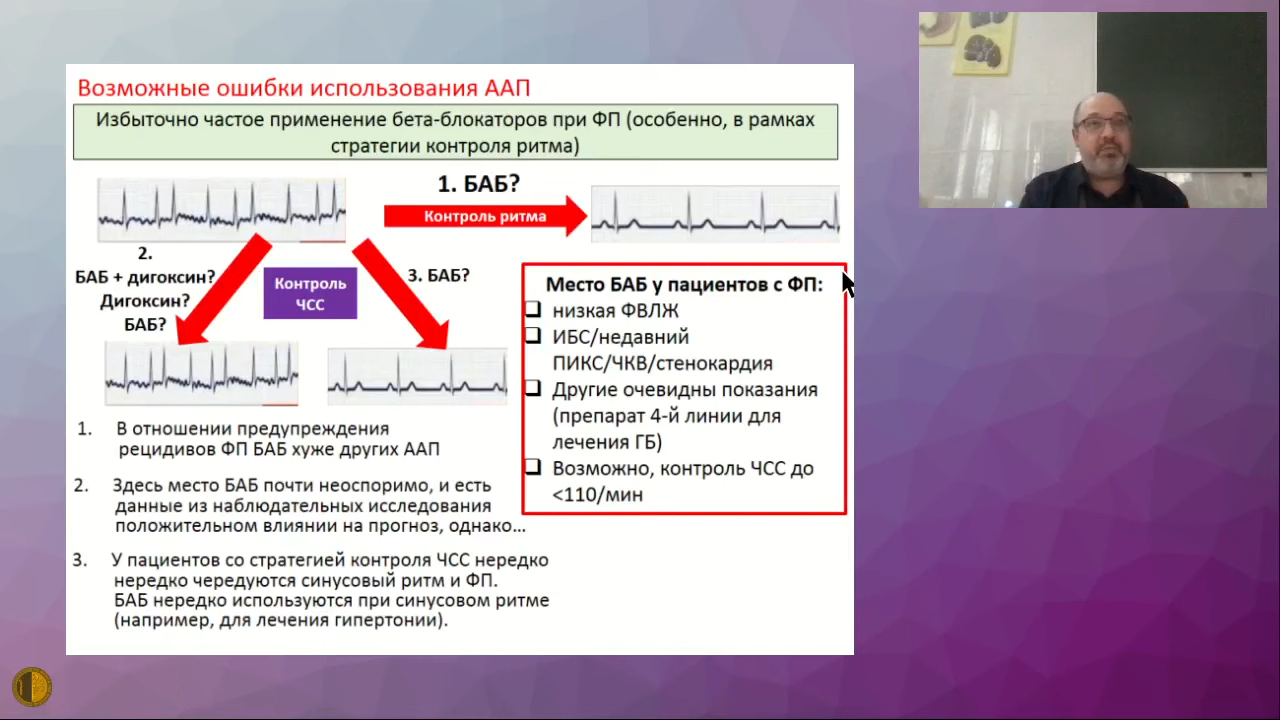 Возможные ошибки использования ААП
Избыточно частое применение бета-блокаторов при ФП (особенно, в рамках
стратегии контроля ритма)
1. БАБ?
Контроль ритма
2.
БАБ + дигоксин?
Дигоксин?
БАБ?
Контроль
ЧСС
3. БАБ?
Место БАБ у пациентов с ФП:
низкая ФВЛЖ
ИБС/недавний
ПИКС/ЧКВ/стенокардия
Другие очевидны показания
(препарат 4-й линии для
лечения ГБ)
Возможно, контроль ЧСС до
<110/мин
1. В отношении предупреждения
рецидивов ФП БАБ хуже других ААП
2. Здесь место БАБ почти неоспоримо, и есть
данные из наблюдательных исследования
положительном влиянии на прогноз, однако...
3. У пациентов со стратегией контроля ЧСС нередко
нередко чередуются синусовый ритм и ФП.
БАБ нередко используются при синусовом ритме
(например, для лечения гипертонии).